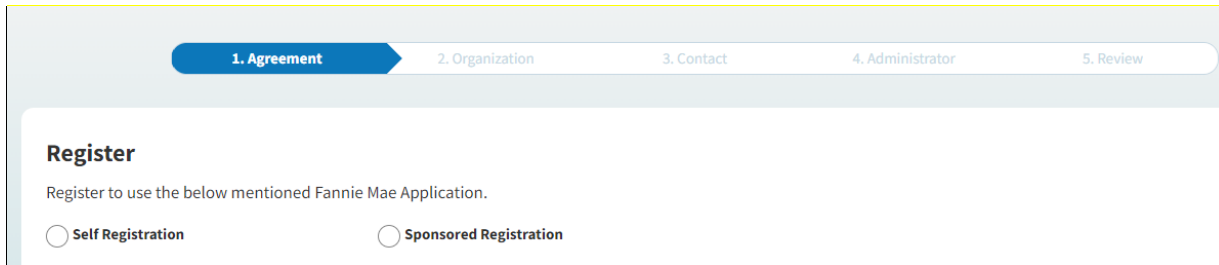 1. Agreement 2. Organization 3. Contact 4. Administrator 5. Review
Register
Register to use the below mentioned Fannie Mae Application.
Self Registration Sponsored Registration